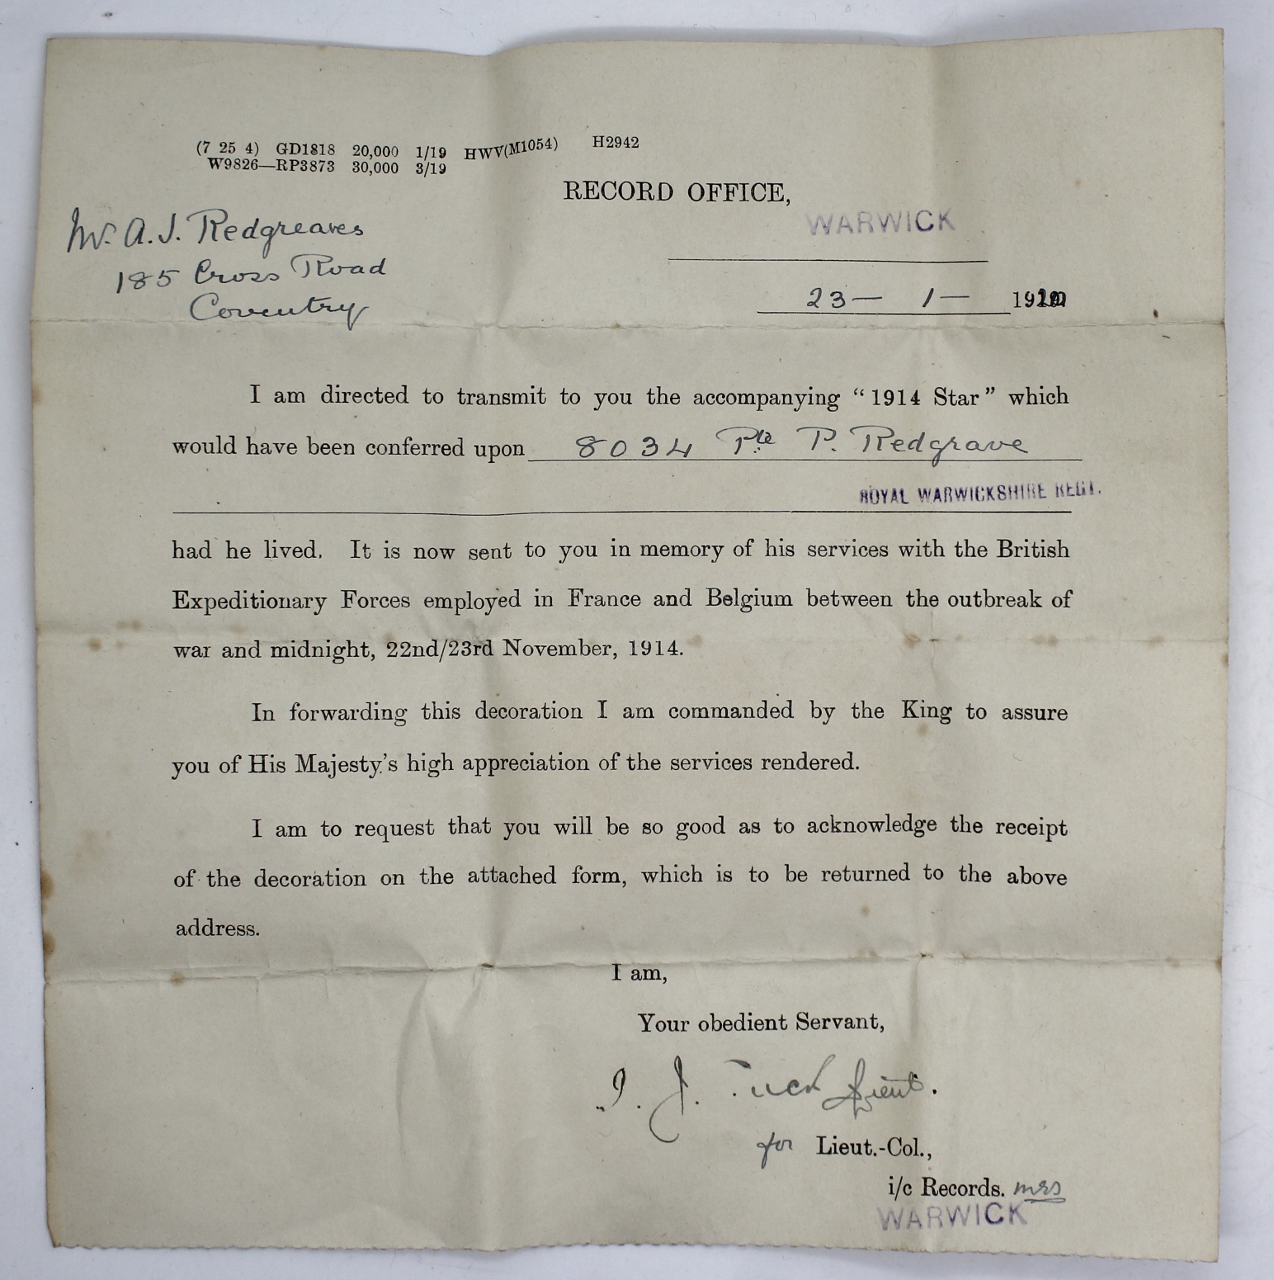 (7 25 4) GD1818 20,000 1/19 HWV(M1054) H2942
W9826—RP3873 30,000 3/19
RECORD OFFICE,
WARWICK
Mr. A. J. Redgreaves
185 Cross Road
Coventry
23 — 1 — 19
I am directed to transmit to you the accompanying “1914 Star” which
would have been conferred upon 8034 Pte P. Redgrave
ROYAL WARWICKSHIRE REGT.
had he lived. It is now sent to you in memory of his services with the British
Expeditionary Forces employed in France and Belgium between the outbreak of
war and midnight, 22nd/23rd November, 1914.
In forwarding this decoration I am commanded by the King to assure
you of His Majesty's high appreciation of the services rendered.
I am to request that you will be so good as to acknowledge the receipt
of the decoration on the attached form, which is to be returned to the above
address.
I am,
Your obedient Servant,
J. Tuck Lieut.
for Lieut.-Col.,
i/c Records.
WARWICK